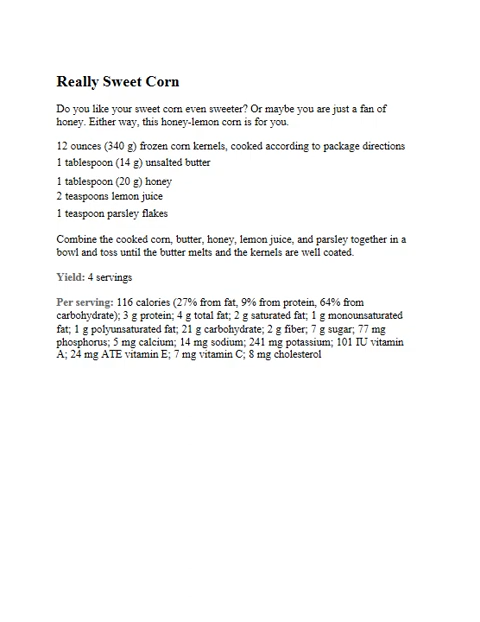 Really Sweet Corn
Do you like your sweet corn even sweeter? Or maybe you are just a fan of
honey. Either way, this honey-lemon corn is for you.
12 ounces (340 g) frozen corn kernels, cooked according to package directions
1 tablespoon (14 g) unsalted butter
1 tablespoon (20 g) honey
2 teaspoons lemon juice
1 teaspoon parsley flakes
Combine the cooked corn, butter, honey, lemon juice, and parsley together in a
bowl and toss until the butter melts and the kernels are well coated.
Yield: 4 servings
Per serving: 116 calories (27% from fat, 9% from protein, 64% from
carbohydrate); 3 g protein; 4 g total fat; 2 g saturated fat; 1 g monounsaturated
fat; 1 g polyunsaturated fat; 21 g carbohydrate; 2 g fiber; 7 g sugar; 77 mg
phosphorus; 5 mg calcium; 14 mg sodium; 241 mg potassium; 101 IU vitamin
A; 24 mg ATE vitamin E; 7 mg vitamin C; 8 mg cholesterol